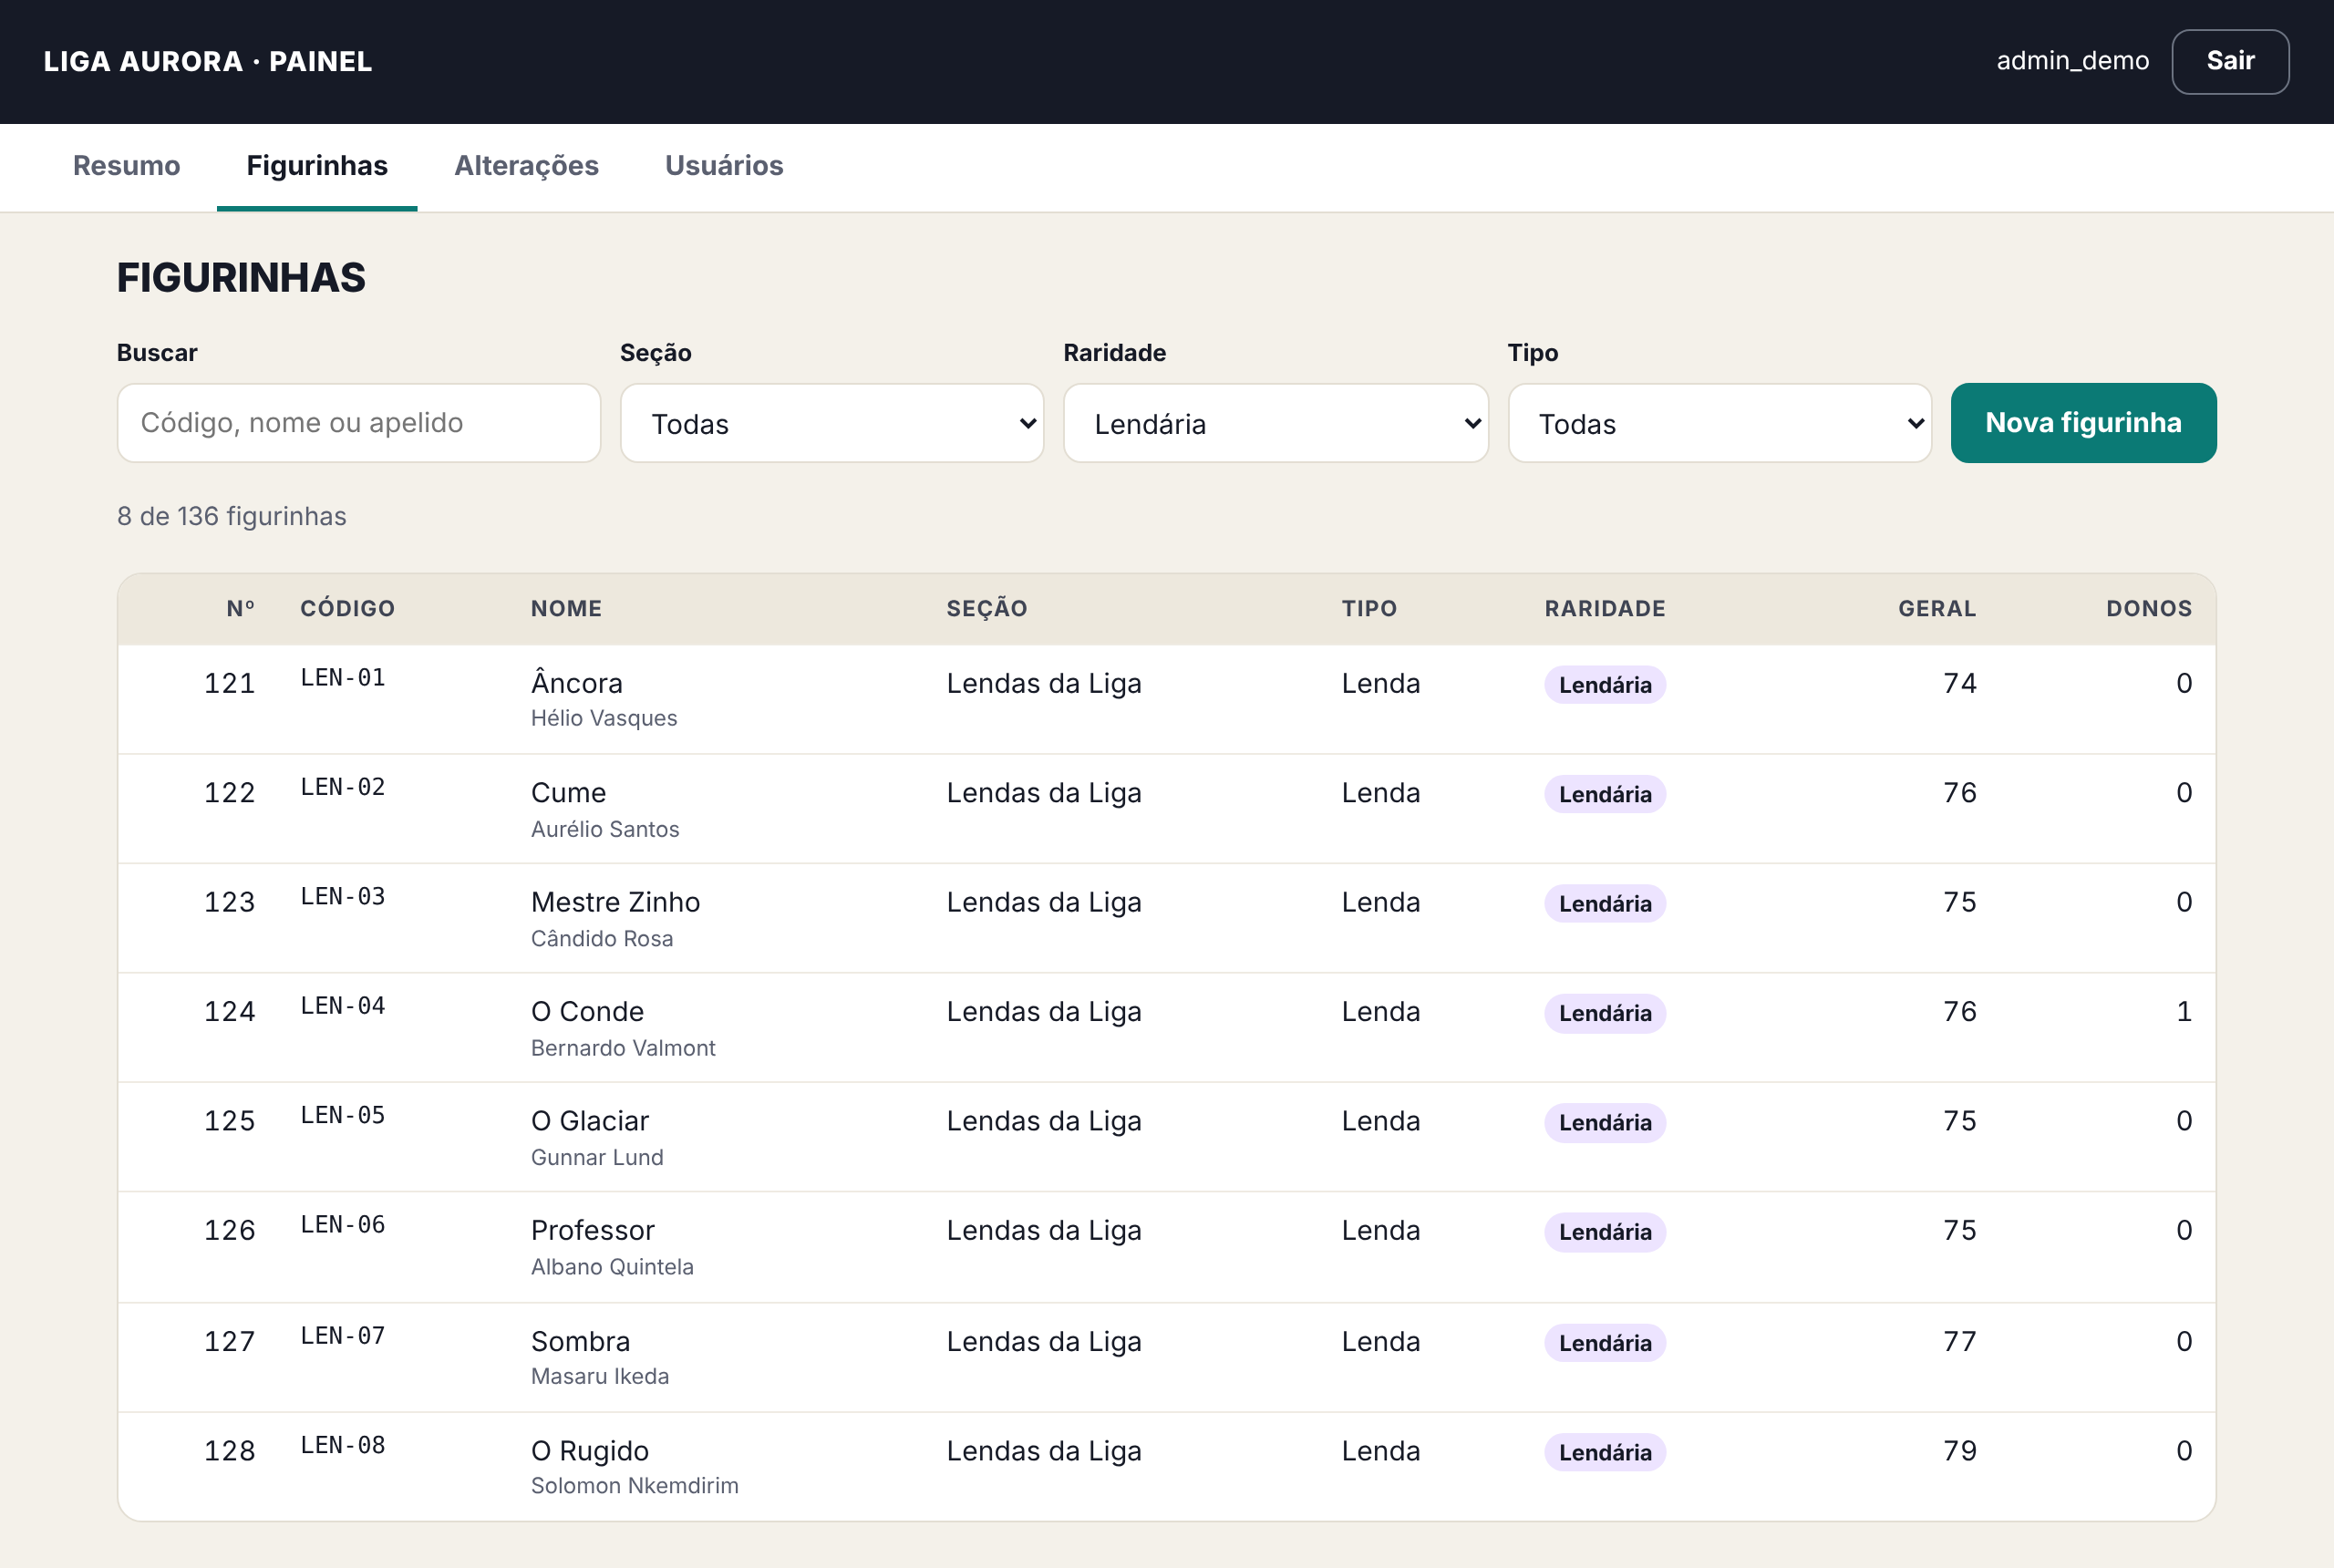 LIGA AURORA · PAINEL
admin_demo
Sair
Resumo
Figurinhas
Alterações
Usuários
FIGURINHAS
Buscar
Seção
Raridade
Tipo
Código, nome ou apelido
Todas
Lendária
Todas
Nova figurinha
8 de 136 figurinhas
Nº CÓDIGO NOME SEÇÃO TIPO RARIDADE GERAL DONOS
121 LEN-01 Âncora Lendas da Liga Lenda Lendária 74 0
Hélio Vasques
122 LEN-02 Cume Lendas da Liga Lenda Lendária 76 0
Aurélio Santos
123 LEN-03 Mestre Zinho Lendas da Liga Lenda Lendária 75 0
Cândido Rosa
124 LEN-04 O Conde Lendas da Liga Lenda Lendária 76 1
Bernardo Valmont
125 LEN-05 O Glaciar Lendas da Liga Lenda Lendária 75 0
Gunnar Lund
126 LEN-06 Professor Lendas da Liga Lenda Lendária 75 0
Albano Quintela
127 LEN-07 Sombra Lendas da Liga Lenda Lendária 77 0
Masaru Ikeda
128 LEN-08 O Rugido Lendas da Liga Lenda Lendária 79 0
Solomon Nkemdirim